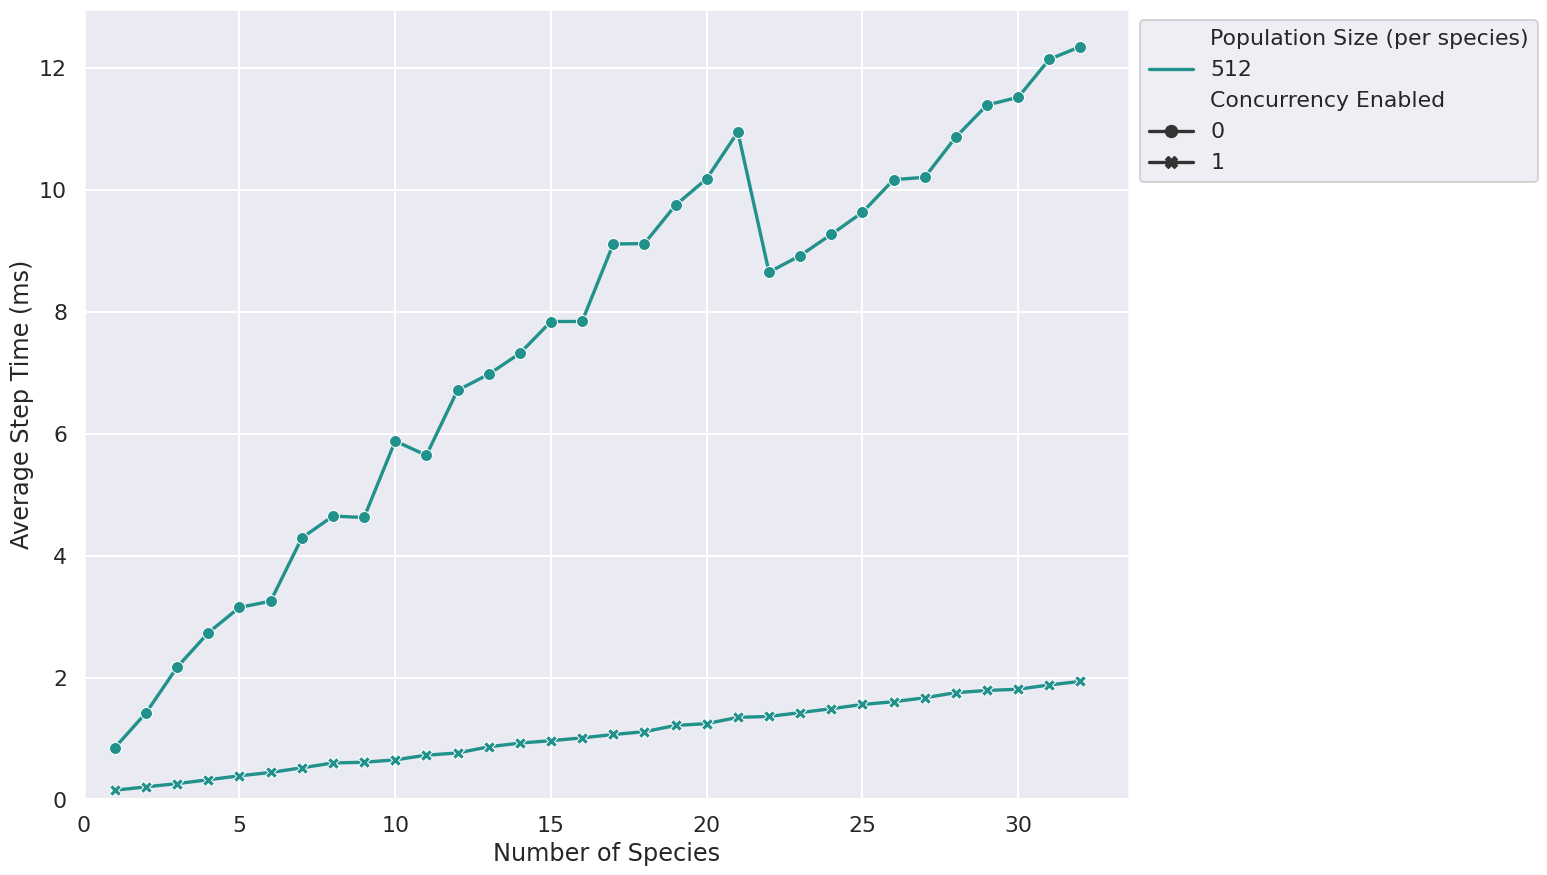 Population Size (per species)
512
Concurrency Enabled
0
1
Average Step Time (ms)
12
10
8
6
4
2
0
0 5 10 15 20 25 30
Number of Species